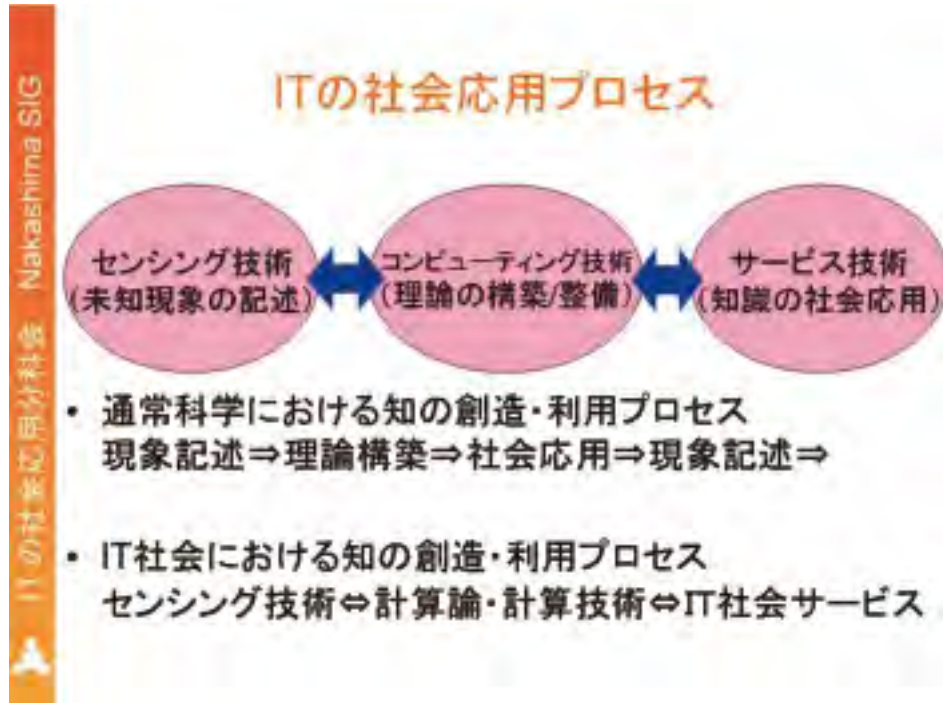 ITの社会応用プロセス
センシング技術
(未知現象の記述)
コンピューティング技術
(理論の構築/整備)
サービス技術
(知識の社会応用)
・ 通常科学における知の創造・利用プロセス
現象記述⇒理論構築⇒社会応用⇒現象記述⇒
・ IT社会における知の創造・利用プロセス
センシング技術⇔計算論・計算技術⇔IT社会サービス
ITの社会応用分科会 Nakashima SIG